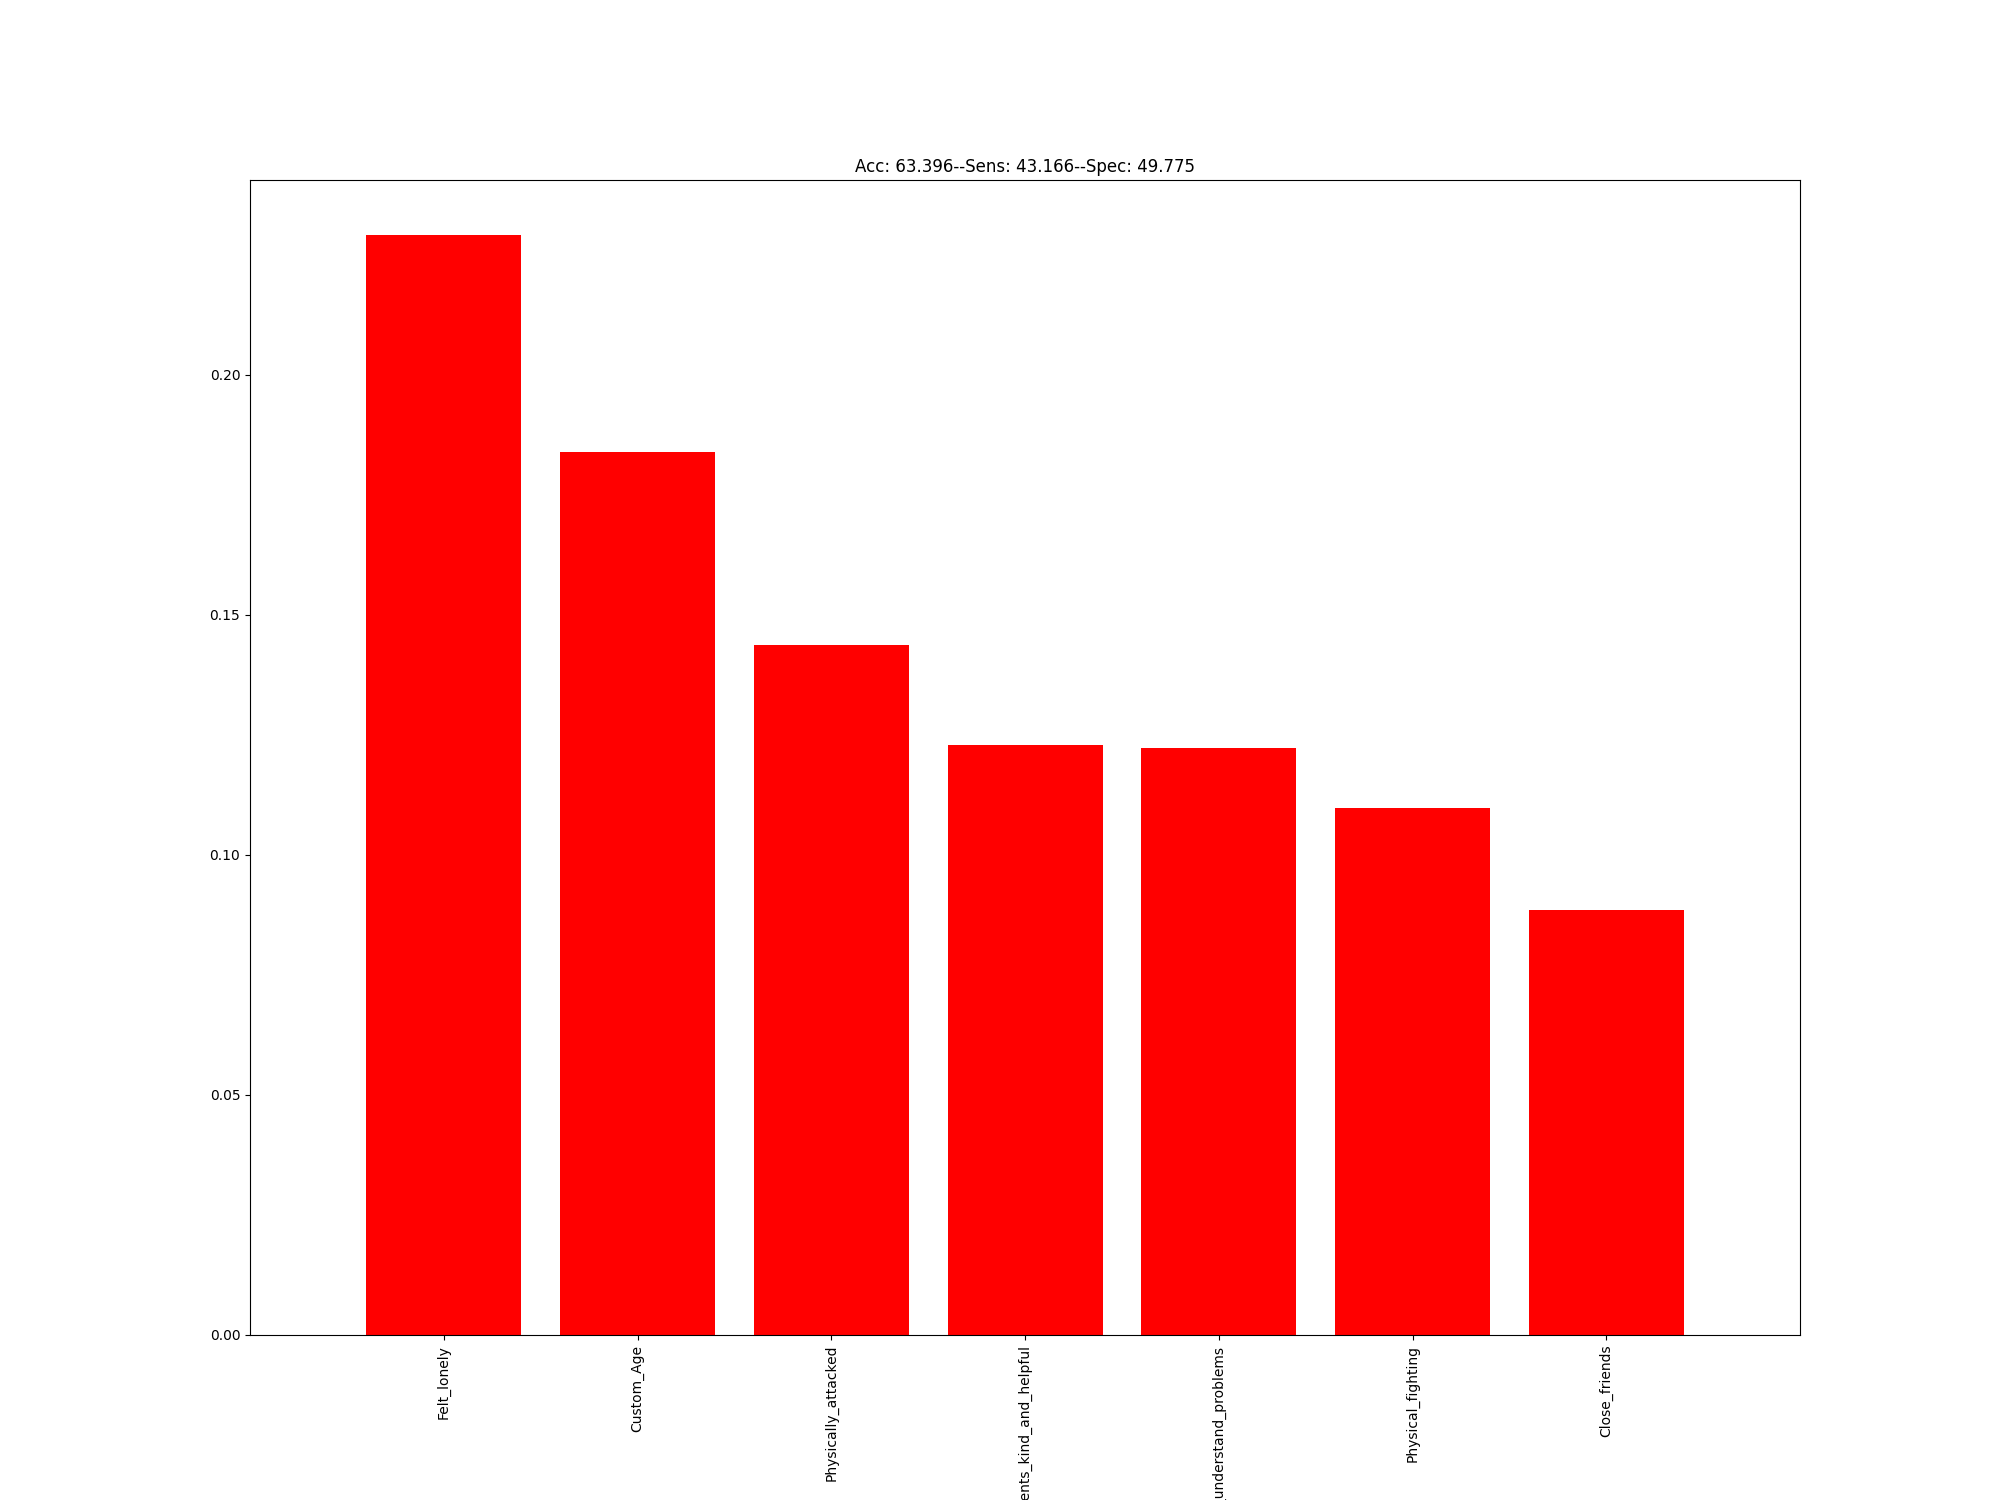 Acc: 63.396--Sens: 43.166--Spec: 49.775
0.20
0.15
0.10
0.05
0.00
Felt_lonely
Custom_Age
Physically_attacked
ents_kind_and_helpful
_understand_problems
Physical_fighting
Close_friends